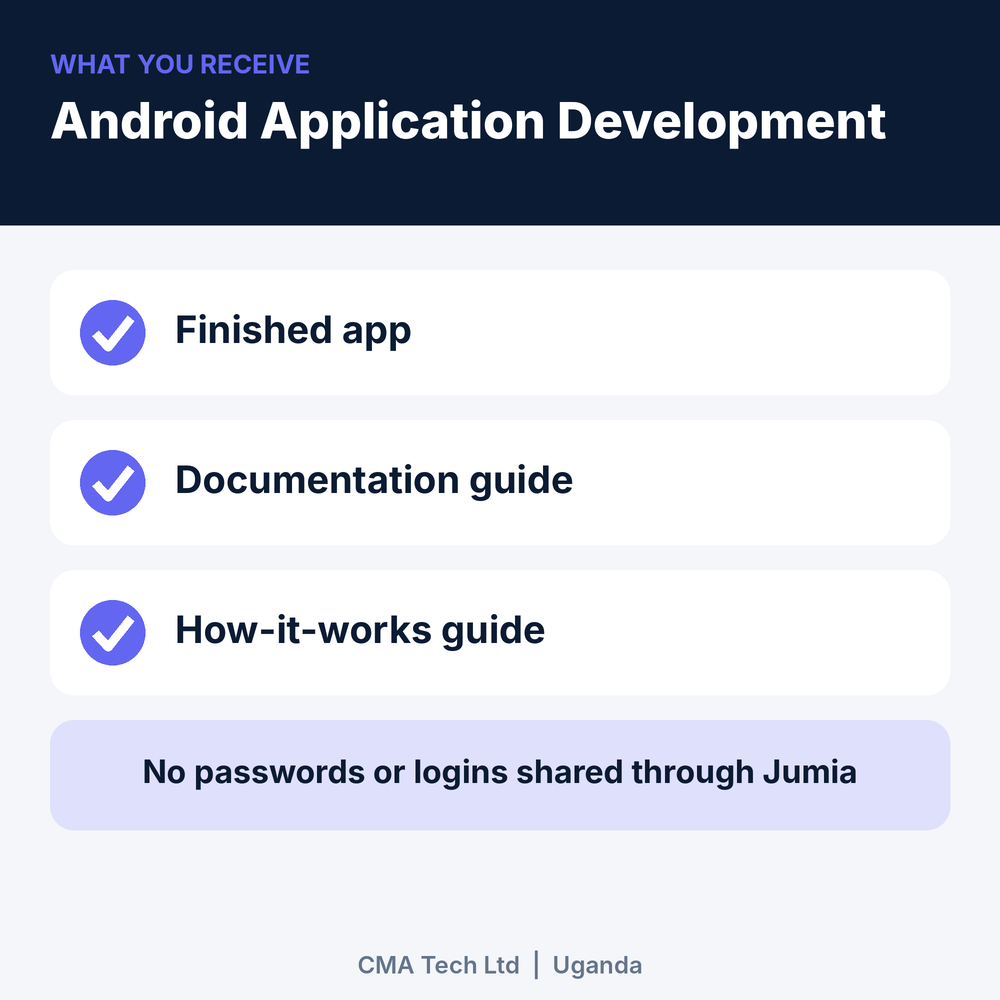 WHAT YOU RECEIVE
Android Application Development
Finished app
Documentation guide
How-it-works guide
No passwords or logins shared through Jumia
CMA Tech Ltd | Uganda